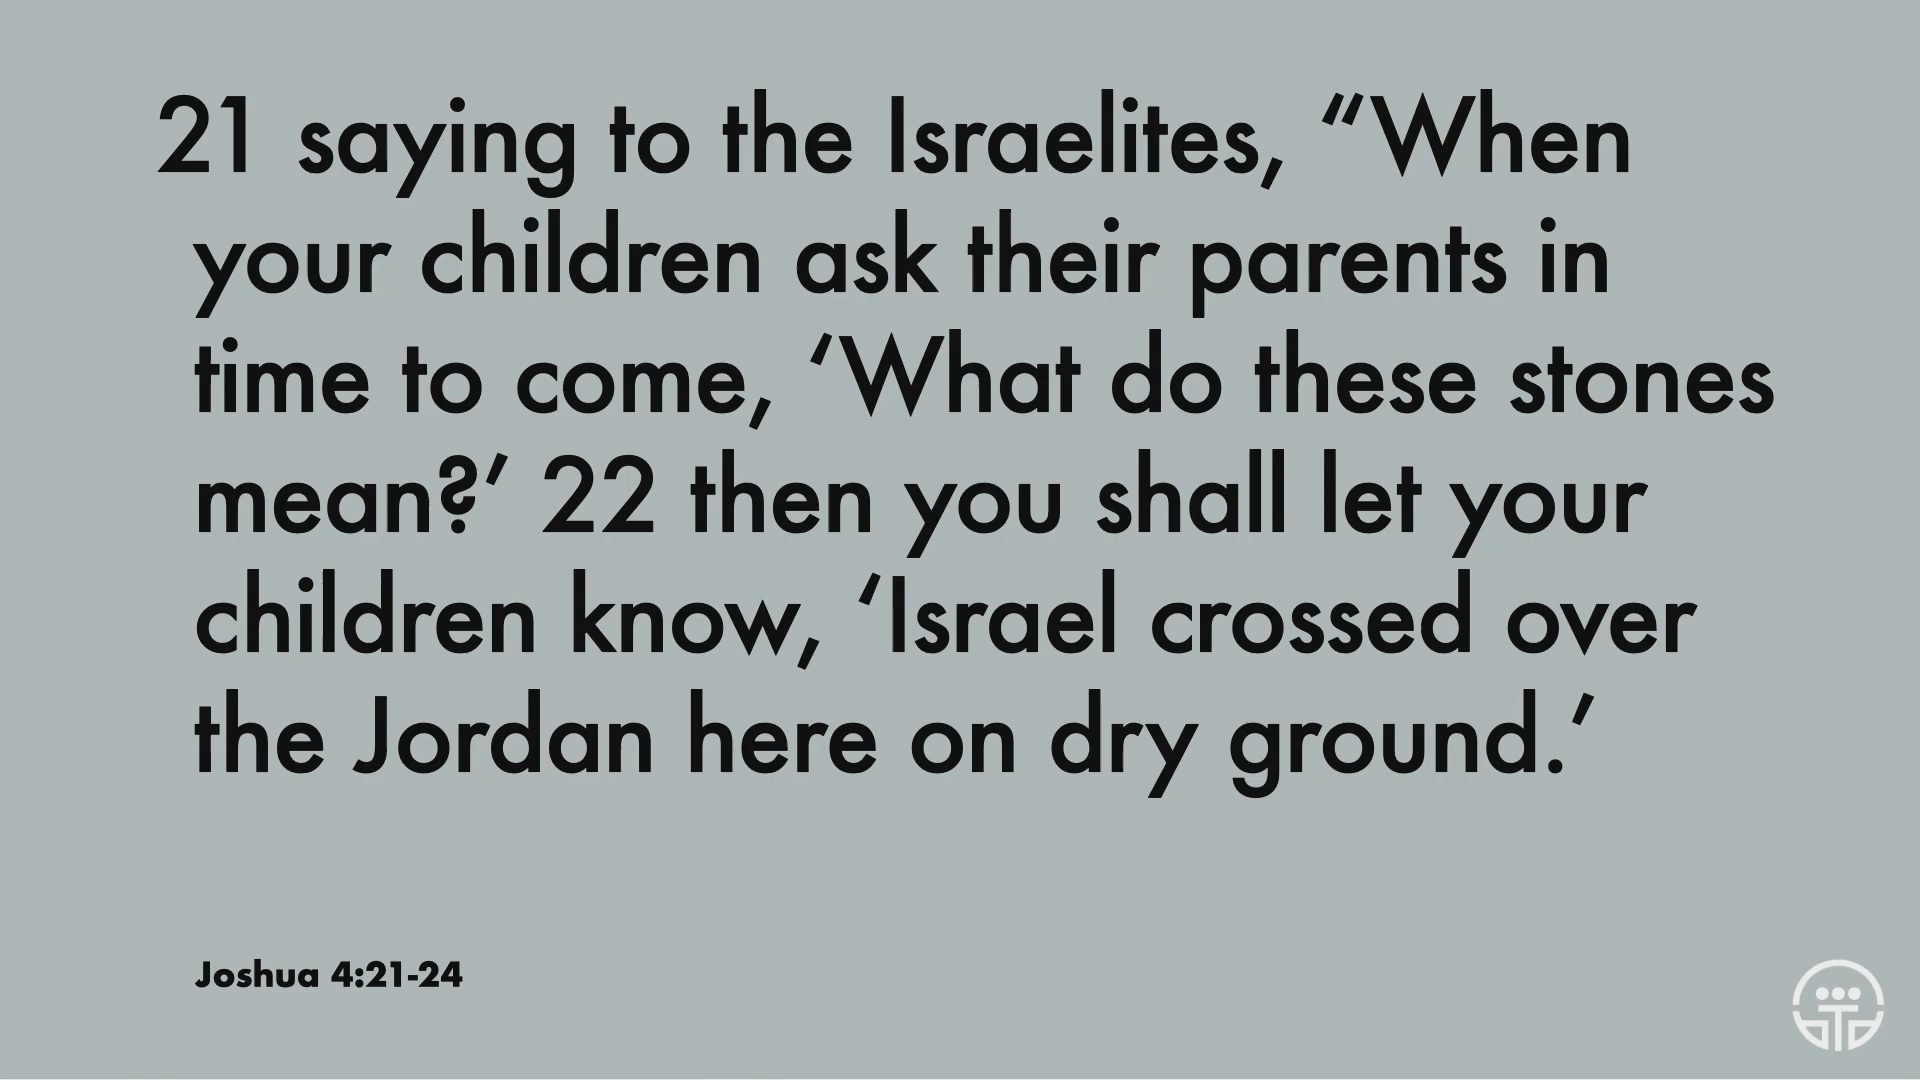 21 saying to the Israelites, “When
your children ask their parents in
time to come, ‘What do these stones
mean?’ 22 then you shall let your
children know, ‘Israel crossed over
the Jordan here on dry ground.’
Joshua 4:21-24